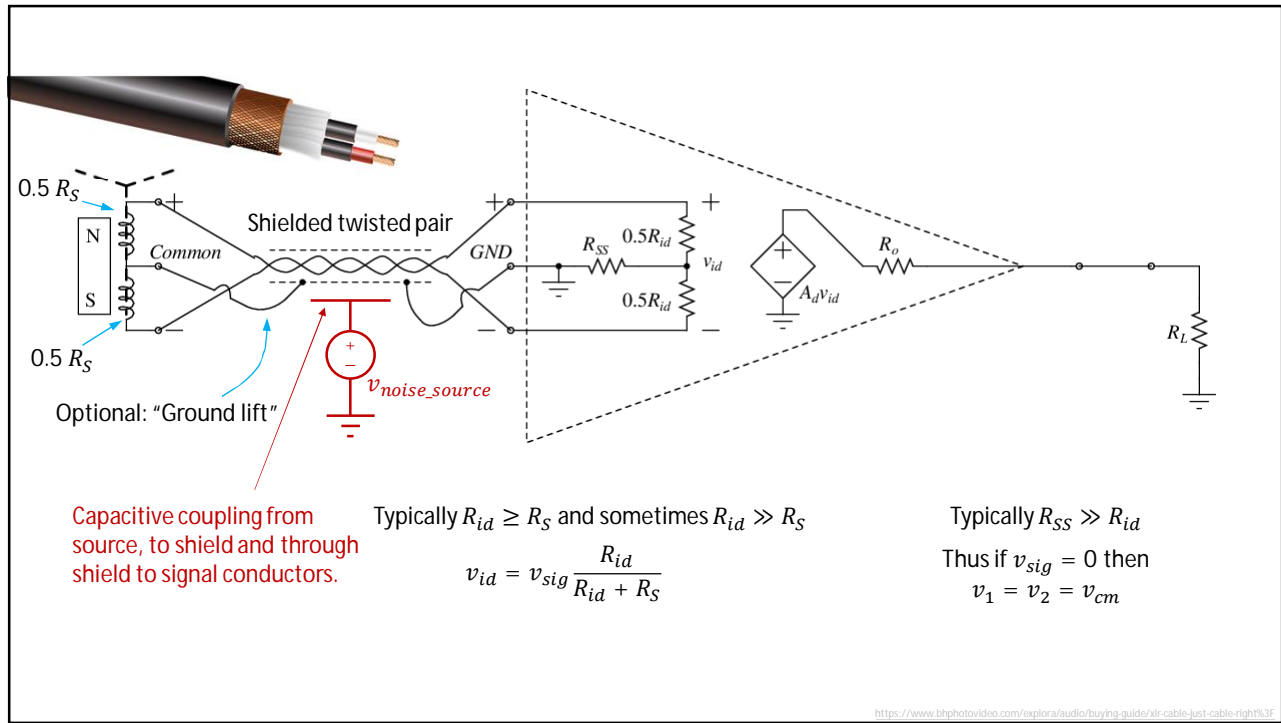 0.5 R_S
N
S
0.5 R_S
+
Common
−
Shielded twisted pair
+
GND
−
R_SS
+
0.5R_id
v_id
0.5R_id
−
+
−
A_d v_id
R_o
R_L
+
−
v_noise_source
Optional: "Ground lift"
Capacitive coupling from
source, to shield and through
shield to signal conductors.
Typically R_id ≥ R_S and sometimes R_id ≫ R_S
v_id = v_sig R_id / (R_id + R_S)
Typically R_SS ≫ R_id
Thus if v_sig = 0 then
v_1 = v_2 = v_cm
https://www.bhphotovideo.com/explora/audio/buying-guide/xlr-cable-just-cable-right%3F